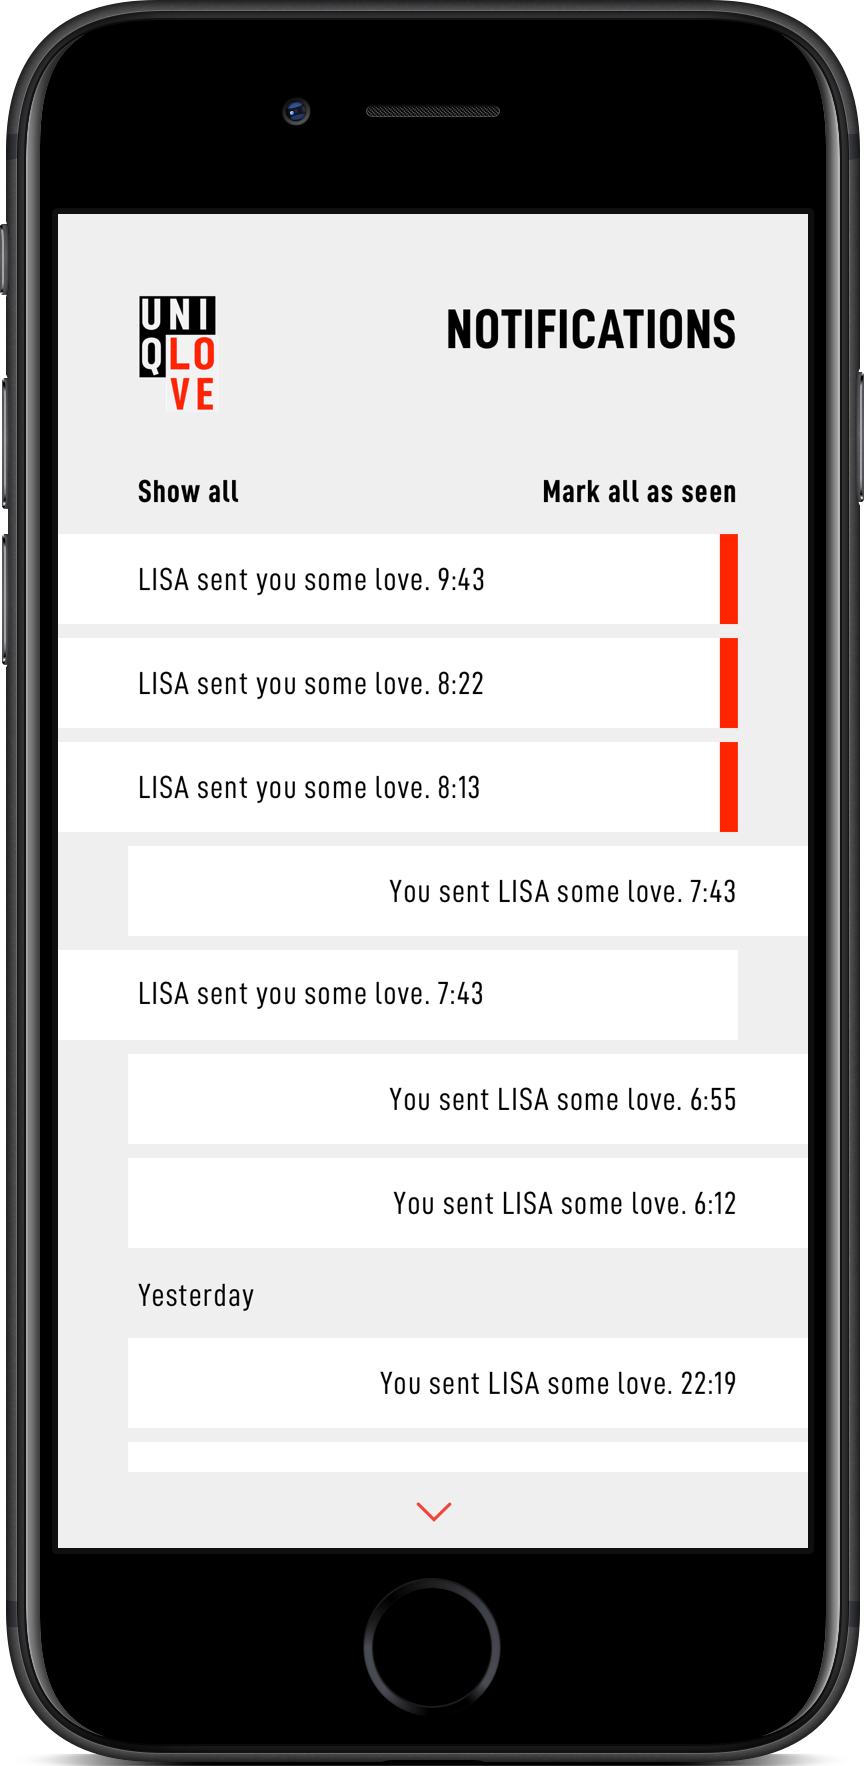 UNI
QLO
VE
NOTIFICATIONS
Show all
Mark all as seen
LISA sent you some love. 9:43
LISA sent you some love. 8:22
LISA sent you some love. 8:13
You sent LISA some love. 7:43
LISA sent you some love. 7:43
You sent LISA some love. 6:55
You sent LISA some love. 6:12
Yesterday
You sent LISA some love. 22:19